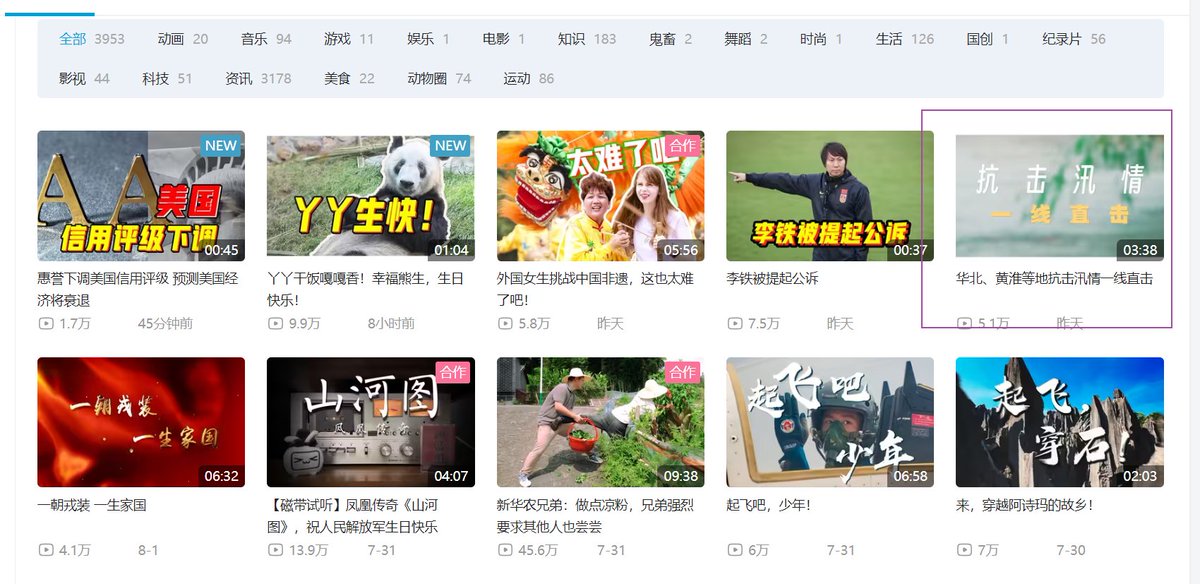 全部 3953 动画 20 音乐 94 游戏 11 娱乐 1 电影 1 知识 183 鬼畜 2 舞蹈 2 时尚 1 生活 126 国创 1 纪录片 56
影视 44 科技 51 资讯 3178 美食 22 动物圈 74 运动 86
NEW
AA美国
信用评级下调
00:45
惠誉下调美国信用评级 预测美国经
济将衰退
1.7万 45分钟前
NEW
丫丫生快!
01:04
丫丫干饭嘎嘎香！幸福熊生，生日
快乐!
9.9万 8小时前
合作
太难了吧
05:56
外国女生挑战中国非遗，这也太难
了吧!
5.8万 昨天
李铁被提起公诉
00:37
李铁被提起公诉
7.5万 昨天
抗击汛情
一线直击
03:38
华北、黄淮等地抗击汛情一线直击
5.1万 昨天
一朝戎装
一生家国
06:32
一朝戎装 一生家国
4.1万 8-1
合作
山河图
凤凰传奇
04:07
【磁带试听】凤凰传奇《山河
图》，祝人民解放军生日快乐
13.9万 7-31
合作
09:38
新华农兄弟：做点凉粉，兄弟强烈
要求其他人也尝尝
45.6万 7-31
起飞吧
少年
06:58
起飞吧，少年!
6万 7-31
起飞，
穿石!
02:03
来，穿越阿诗玛的故乡!
7万 7-30